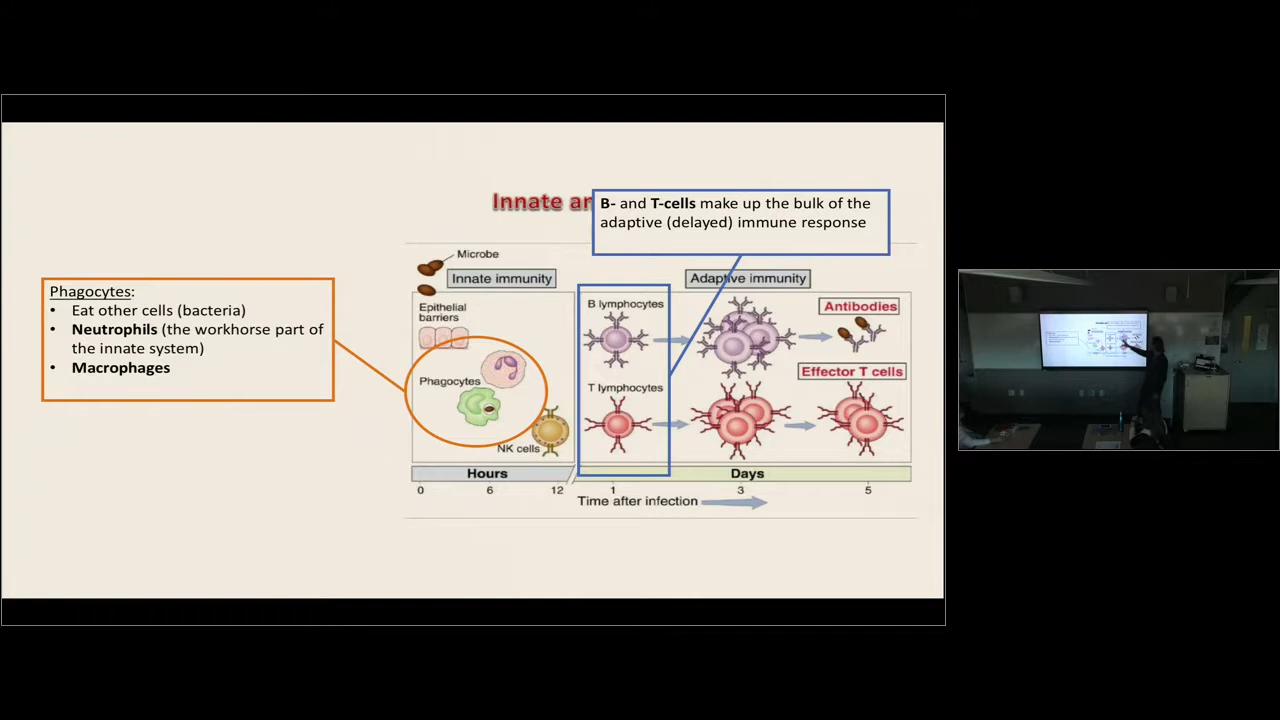 Innate an
B- and T-cells make up the bulk of the
adaptive (delayed) immune response
Microbe
Innate immunity
Adaptive immunity
Phagocytes:
• Eat other cells (bacteria)
• Neutrophils (the workhorse part of
the innate system)
• Macrophages
Epithelial
barriers
Phagocytes
NK cells
B lymphocytes
T lymphocytes
Antibodies
Effector T cells
Hours
Days
0 6 12 1 3 5
Time after infection